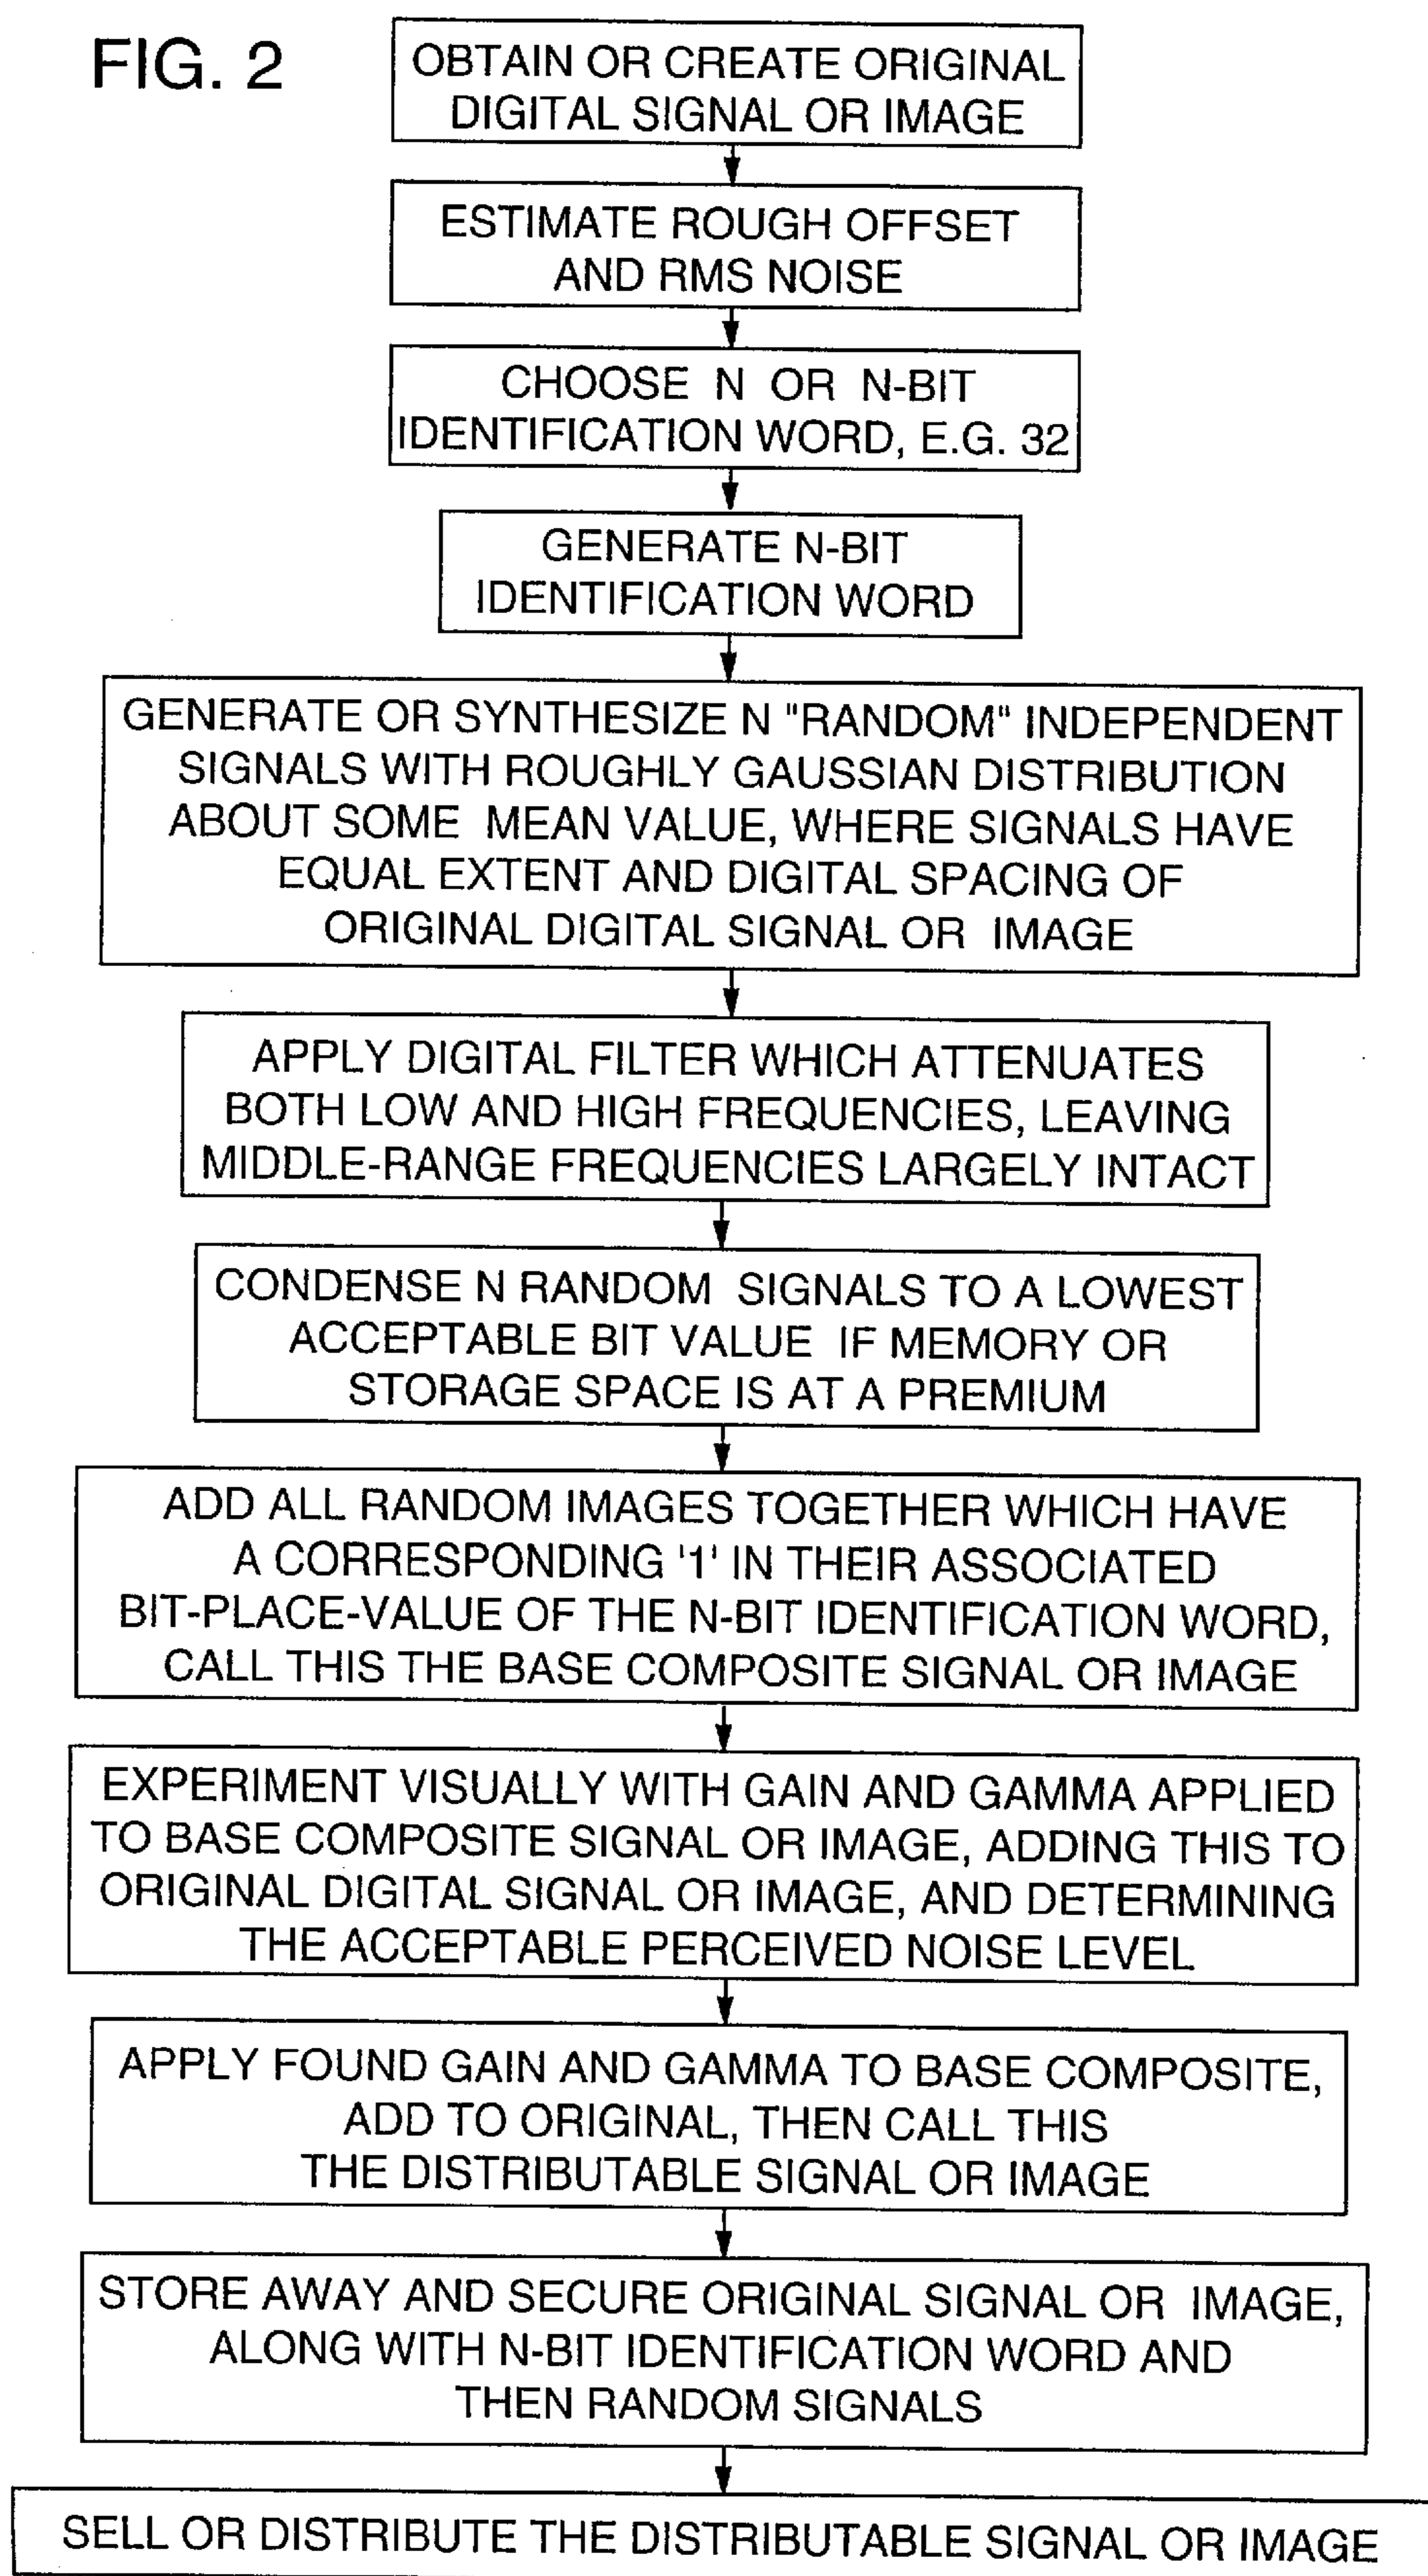 FIG. 2
OBTAIN OR CREATE ORIGINAL
DIGITAL SIGNAL OR IMAGE
ESTIMATE ROUGH OFFSET
AND RMS NOISE
CHOOSE N OR N-BIT
IDENTIFICATION WORD, E.G. 32
GENERATE N-BIT
IDENTIFICATION WORD
GENERATE OR SYNTHESIZE N "RANDOM" INDEPENDENT
SIGNALS WITH ROUGHLY GAUSSIAN DISTRIBUTION
ABOUT SOME MEAN VALUE, WHERE SIGNALS HAVE
EQUAL EXTENT AND DIGITAL SPACING OF
ORIGINAL DIGITAL SIGNAL OR IMAGE
APPLY DIGITAL FILTER WHICH ATTENUATES
BOTH LOW AND HIGH FREQUENCIES, LEAVING
MIDDLE-RANGE FREQUENCIES LARGELY INTACT
CONDENSE N RANDOM SIGNALS TO A LOWEST
ACCEPTABLE BIT VALUE IF MEMORY OR
STORAGE SPACE IS AT A PREMIUM
ADD ALL RANDOM IMAGES TOGETHER WHICH HAVE
A CORRESPONDING '1' IN THEIR ASSOCIATED
BIT-PLACE-VALUE OF THE N-BIT IDENTIFICATION WORD,
CALL THIS THE BASE COMPOSITE SIGNAL OR IMAGE
EXPERIMENT VISUALLY WITH GAIN AND GAMMA APPLIED
TO BASE COMPOSITE SIGNAL OR IMAGE, ADDING THIS TO
ORIGINAL DIGITAL SIGNAL OR IMAGE, AND DETERMINING
THE ACCEPTABLE PERCEIVED NOISE LEVEL
APPLY FOUND GAIN AND GAMMA TO BASE COMPOSITE,
ADD TO ORIGINAL, THEN CALL THIS
THE DISTRIBUTABLE SIGNAL OR IMAGE
STORE AWAY AND SECURE ORIGINAL SIGNAL OR IMAGE,
ALONG WITH N-BIT IDENTIFICATION WORD AND
THEN RANDOM SIGNALS
SELL OR DISTRIBUTE THE DISTRIBUTABLE SIGNAL OR IMAGE